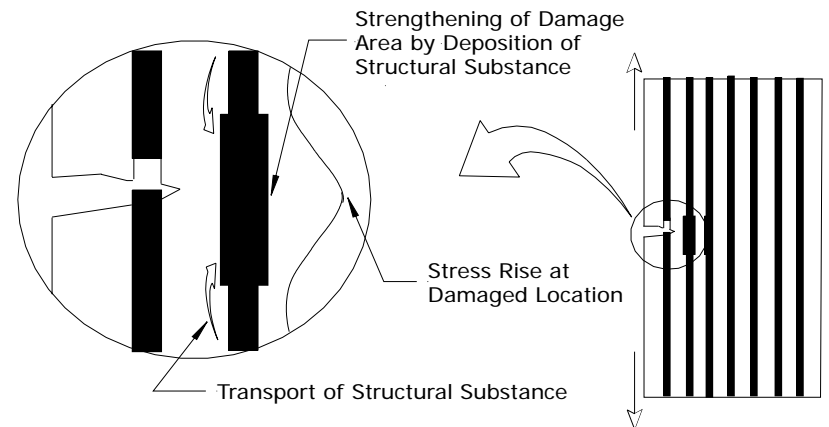 Strengthening of Damage
Area by Deposition of
Structural Substance
Stress Rise at
Damaged Location
Transport of Structural Substance